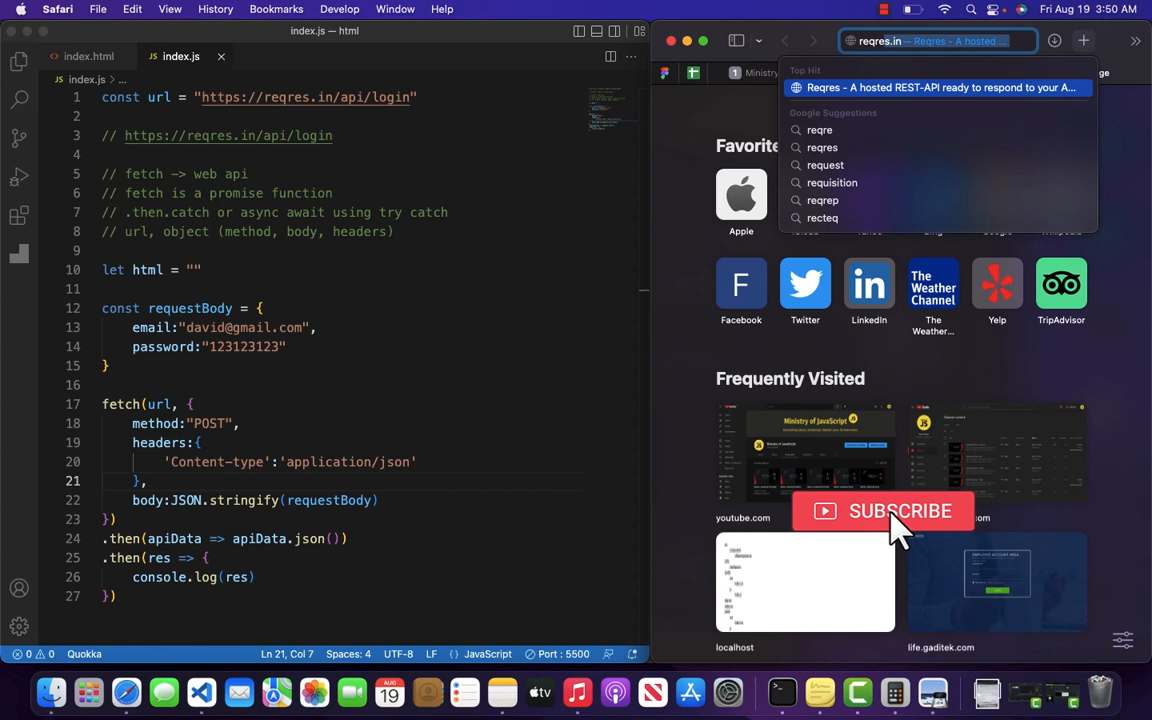 Safari File Edit View History Bookmarks Develop Window Help
Fri Aug 19 3:50 AM
index.js — html
index.html
JS index.js
JS index.js > ...
1 const url = "https://reqres.in/api/login"
2
3 // https://reqres.in/api/login
4
5 // fetch -> web api
6 // fetch is a promise function
7 // .then.catch or async await using try catch
8 // url, object (method, body, headers)
9
10 let html = ""
11
12 const requestBody = {
13 email:"david@gmail.com",
14 password:"123123123"
15 }
16
17 fetch(url, {
18 method:"POST",
19 headers:{
20 'Content-type':'application/json'
21 },
22 body:JSON.stringify(requestBody)
23 })
24 .then(apiData => apiData.json())
25 .then(res => {
26 console.log(res)
27 })
0 0 Quokka Ln 21, Col 7 Spaces: 4 UTF-8 LF {} JavaScript Port : 5500
reqres.in — Reqres - A hosted ...
1 Ministry
ge
Top Hit
Reqres - A hosted REST-API ready to respond to your A...
Google Suggestions
reqre
reqres
request
requisition
reqrep
recteq
Favorite
Apple
F
The Weather Channel
Facebook Twitter LinkedIn The Weather... Yelp TripAdvisor
Frequently Visited
Ministry of JavaScript
SUBSCRIBE
youtube.com
localhost
life.gaditek.com
AUG
19
tv